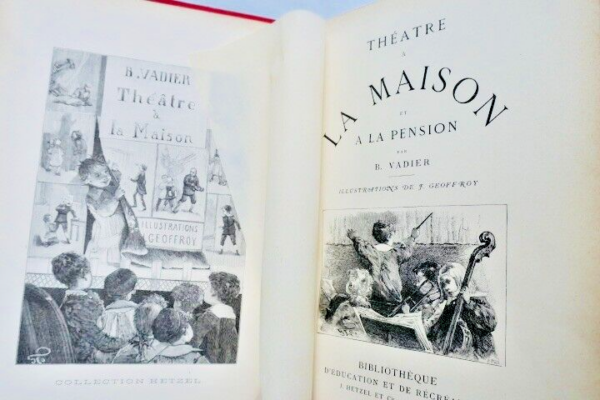 B. VADIER
Théâtre
à
la Maison
ILLUSTRATIONS
GEOFFROY
COLLECTION HETZEL
THÉATRE
A
LA MAISON
ET
A LA PENSION
PAR
B. VADIER
ILLUSTRATIONS DE J. GEOFFROY
BIBLIOTHÈQUE
D'ÉDUCATION ET DE RÉCRÉA
J. HETZEL ET C